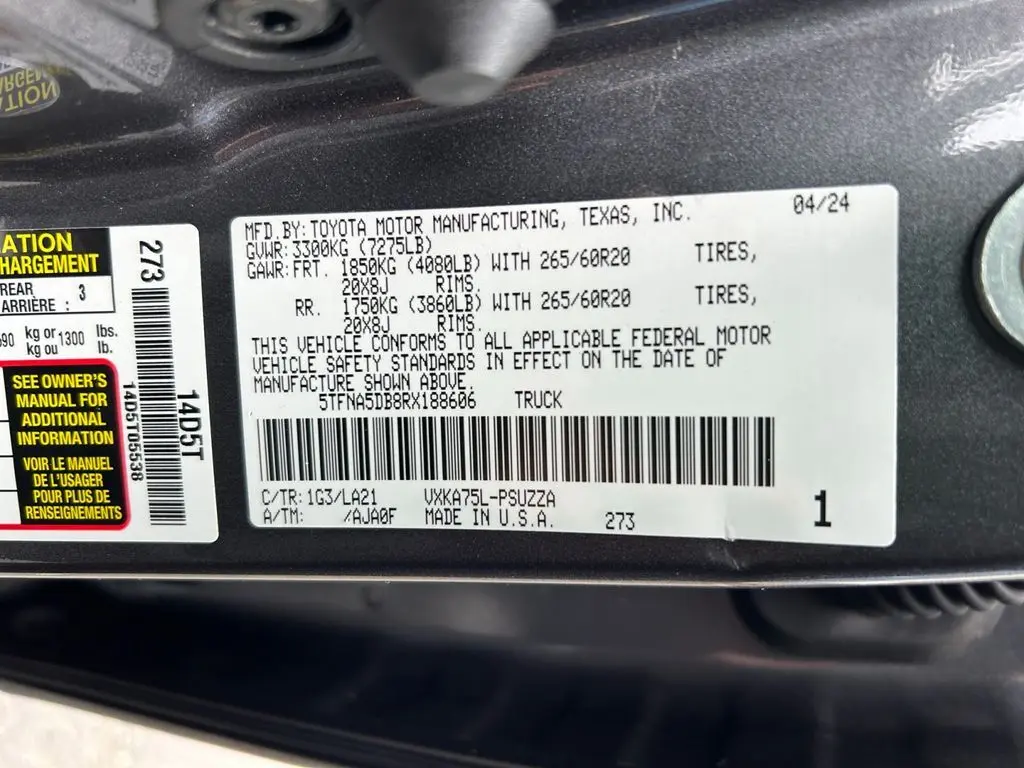 ATION
HARGEMENT
REAR
ARRIÈRE : 3
690 kg or 1300 lbs.
kg ou lb.
SEE OWNER'S
MANUAL FOR
ADDITIONAL
INFORMATION
VOIR LE MANUEL
DE L'USAGER
POUR PLUS DE
RENSEIGNEMENTS
273
14D5T05538
14D5T
04/24
MFD.BY:TOYOTA MOTOR MANUFACTURING, TEXAS, INC.
GVWR:3300KG (7275LB)
GAWR:FRT. 1850KG (4080LB) WITH 265/60R20 TIRES,
20X8J RIMS.
RR. 1750KG (3860LB) WITH 265/60R20 TIRES,
20X8J RIMS.
THIS VEHICLE CONFORMS TO ALL APPLICABLE FEDERAL MOTOR
VEHICLE SAFETY STANDARDS IN EFFECT ON THE DATE OF
MANUFACTURE SHOWN ABOVE.
5TFNA5DB8RX188606 TRUCK
C/TR:1G3/LA21 VXKA75L-PSUZZA
A/TM: /AJA0F MADE IN U.S.A. 273 1